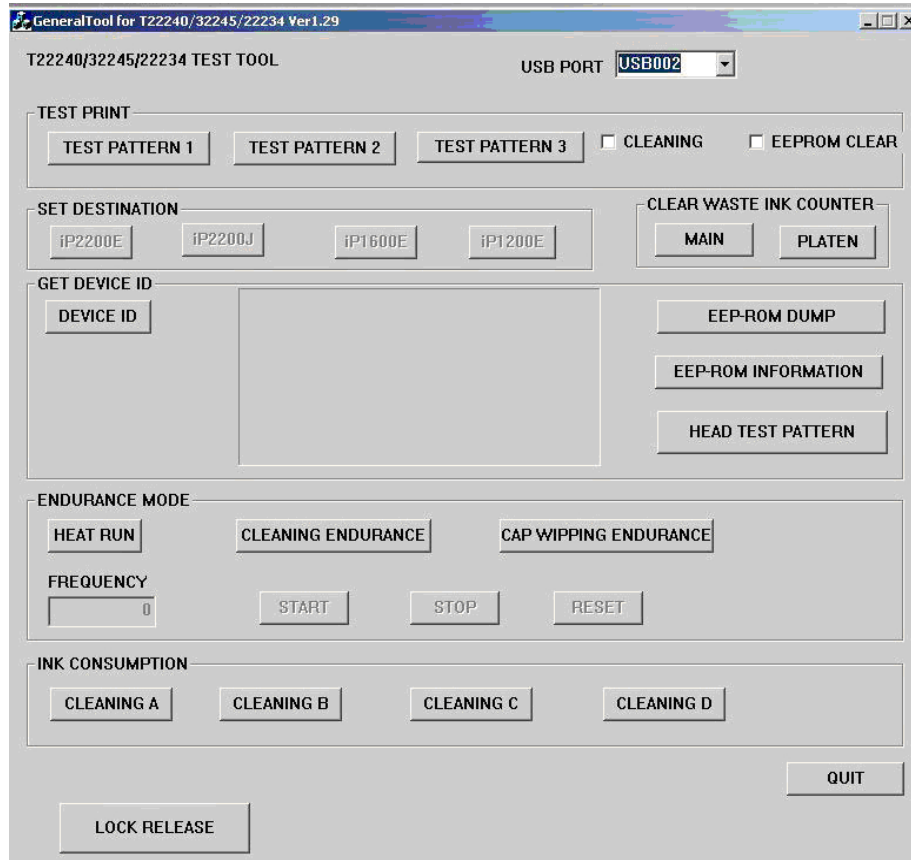 GeneralTool for T22240/32245/22234 Ver1.29
T22240/32245/22234 TEST TOOL
USB PORT USB002
TEST PRINT
TEST PATTERN 1 TEST PATTERN 2 TEST PATTERN 3 CLEANING EEPROM CLEAR
SET DESTINATION
iP2200E iP2200J iP1600E iP1200E
CLEAR WASTE INK COUNTER
MAIN PLATEN
GET DEVICE ID
DEVICE ID
EEP-ROM DUMP
EEP-ROM INFORMATION
HEAD TEST PATTERN
ENDURANCE MODE
HEAT RUN CLEANING ENDURANCE CAP WIPPING ENDURANCE
FREQUENCY
0 START STOP RESET
INK CONSUMPTION
CLEANING A CLEANING B CLEANING C CLEANING D
QUIT
LOCK RELEASE